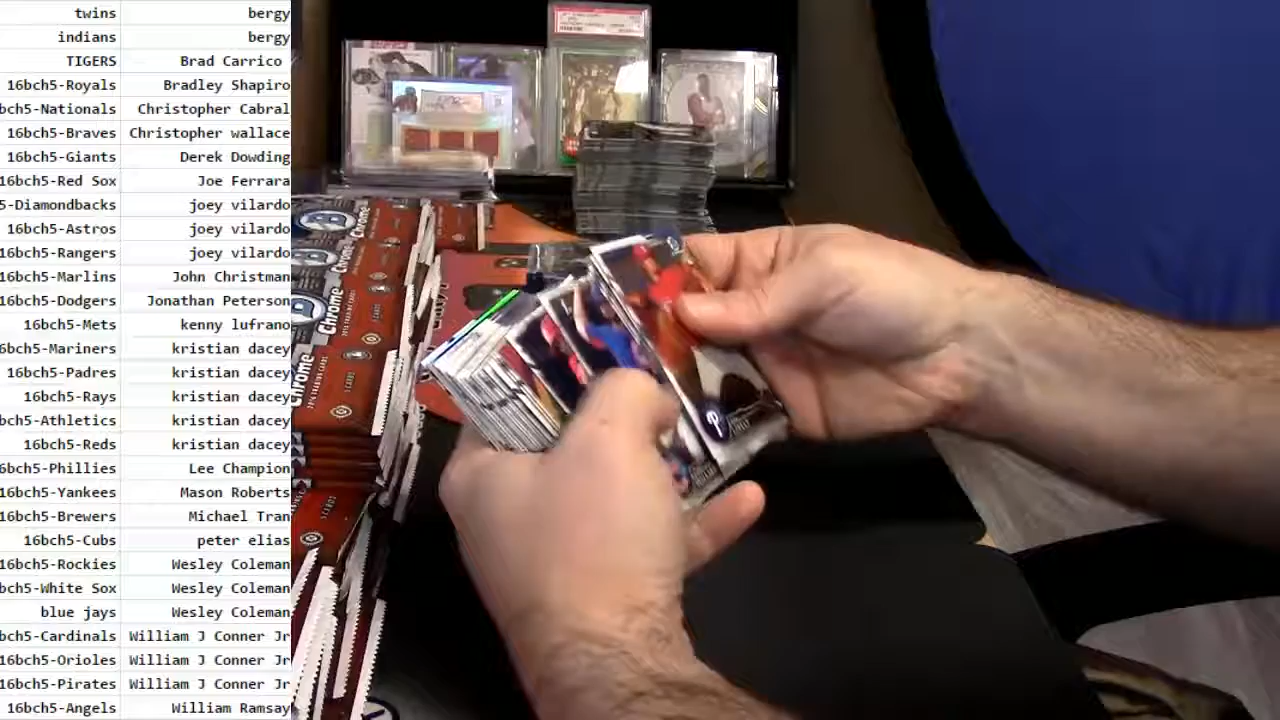 twins bergy
indians bergy
TIGERS Brad Carrico
16bch5-Royals Bradley Shapiro
bch5-Nationals Christopher Cabral
16bch5-Braves Christopher wallace
16bch5-Giants Derek Dowding
16bch5-Red Sox Joe Ferrara
5-Diamondbacks joey vilardo
16bch5-Astros joey vilardo
16bch5-Rangers joey vilardo
16bch5-Marlins John Christman
16bch5-Dodgers Jonathan Peterson
16bch5-Mets kenny lufrano
6bch5-Mariners kristian dacey
16bch5-Padres kristian dacey
16bch5-Rays kristian dacey
6bch5-Athletics kristian dacey
16bch5-Reds kristian dacey
6bch5-Phillies Lee Champion
16bch5-Yankees Mason Roberts
16bch5-Brewers Michael Tran
16bch5-Cubs peter elias
16bch5-Rockies Wesley Coleman
bch5-White Sox Wesley Coleman
blue jays Wesley Coleman
bch5-Cardinals William J Conner Jr
16bch5-Orioles William J Conner Jr
16bch5-Pirates William J Conner Jr
16bch5-Angels William Ramsay
Chrome
Chrome
Chrome
B
P